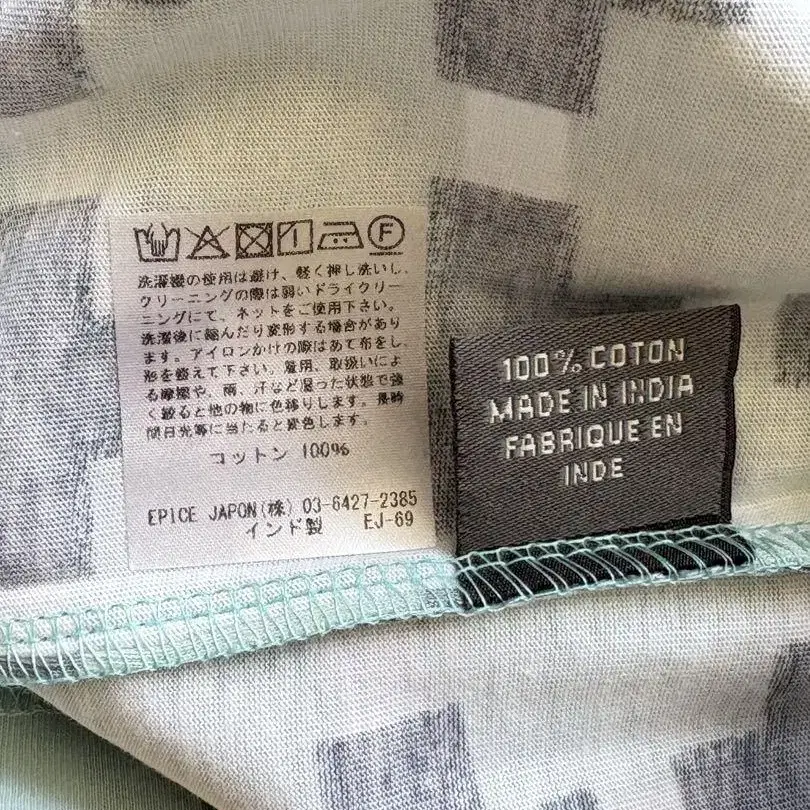 洗濯機の使用は避け、軽く押し洗いし、
クリーニングの際は弱いドライクリー
ニングにて、ネットをご使用下さい。
洗濯後に縮んだり変形する場合があり
ます。アイロンかけの際はあて布をし、
形を整えて下さい。着用、取扱いによ
る摩擦や、雨、汗など湿った状態で強
く絞ると他の物に色移りします。長時
間日光等に当たると変色します。
コットン 100%
EPICE JAPON(株) 03-6427-2385
インド製 EJ-69
100% COTON
MADE IN INDIA
FABRIQUE EN
INDE